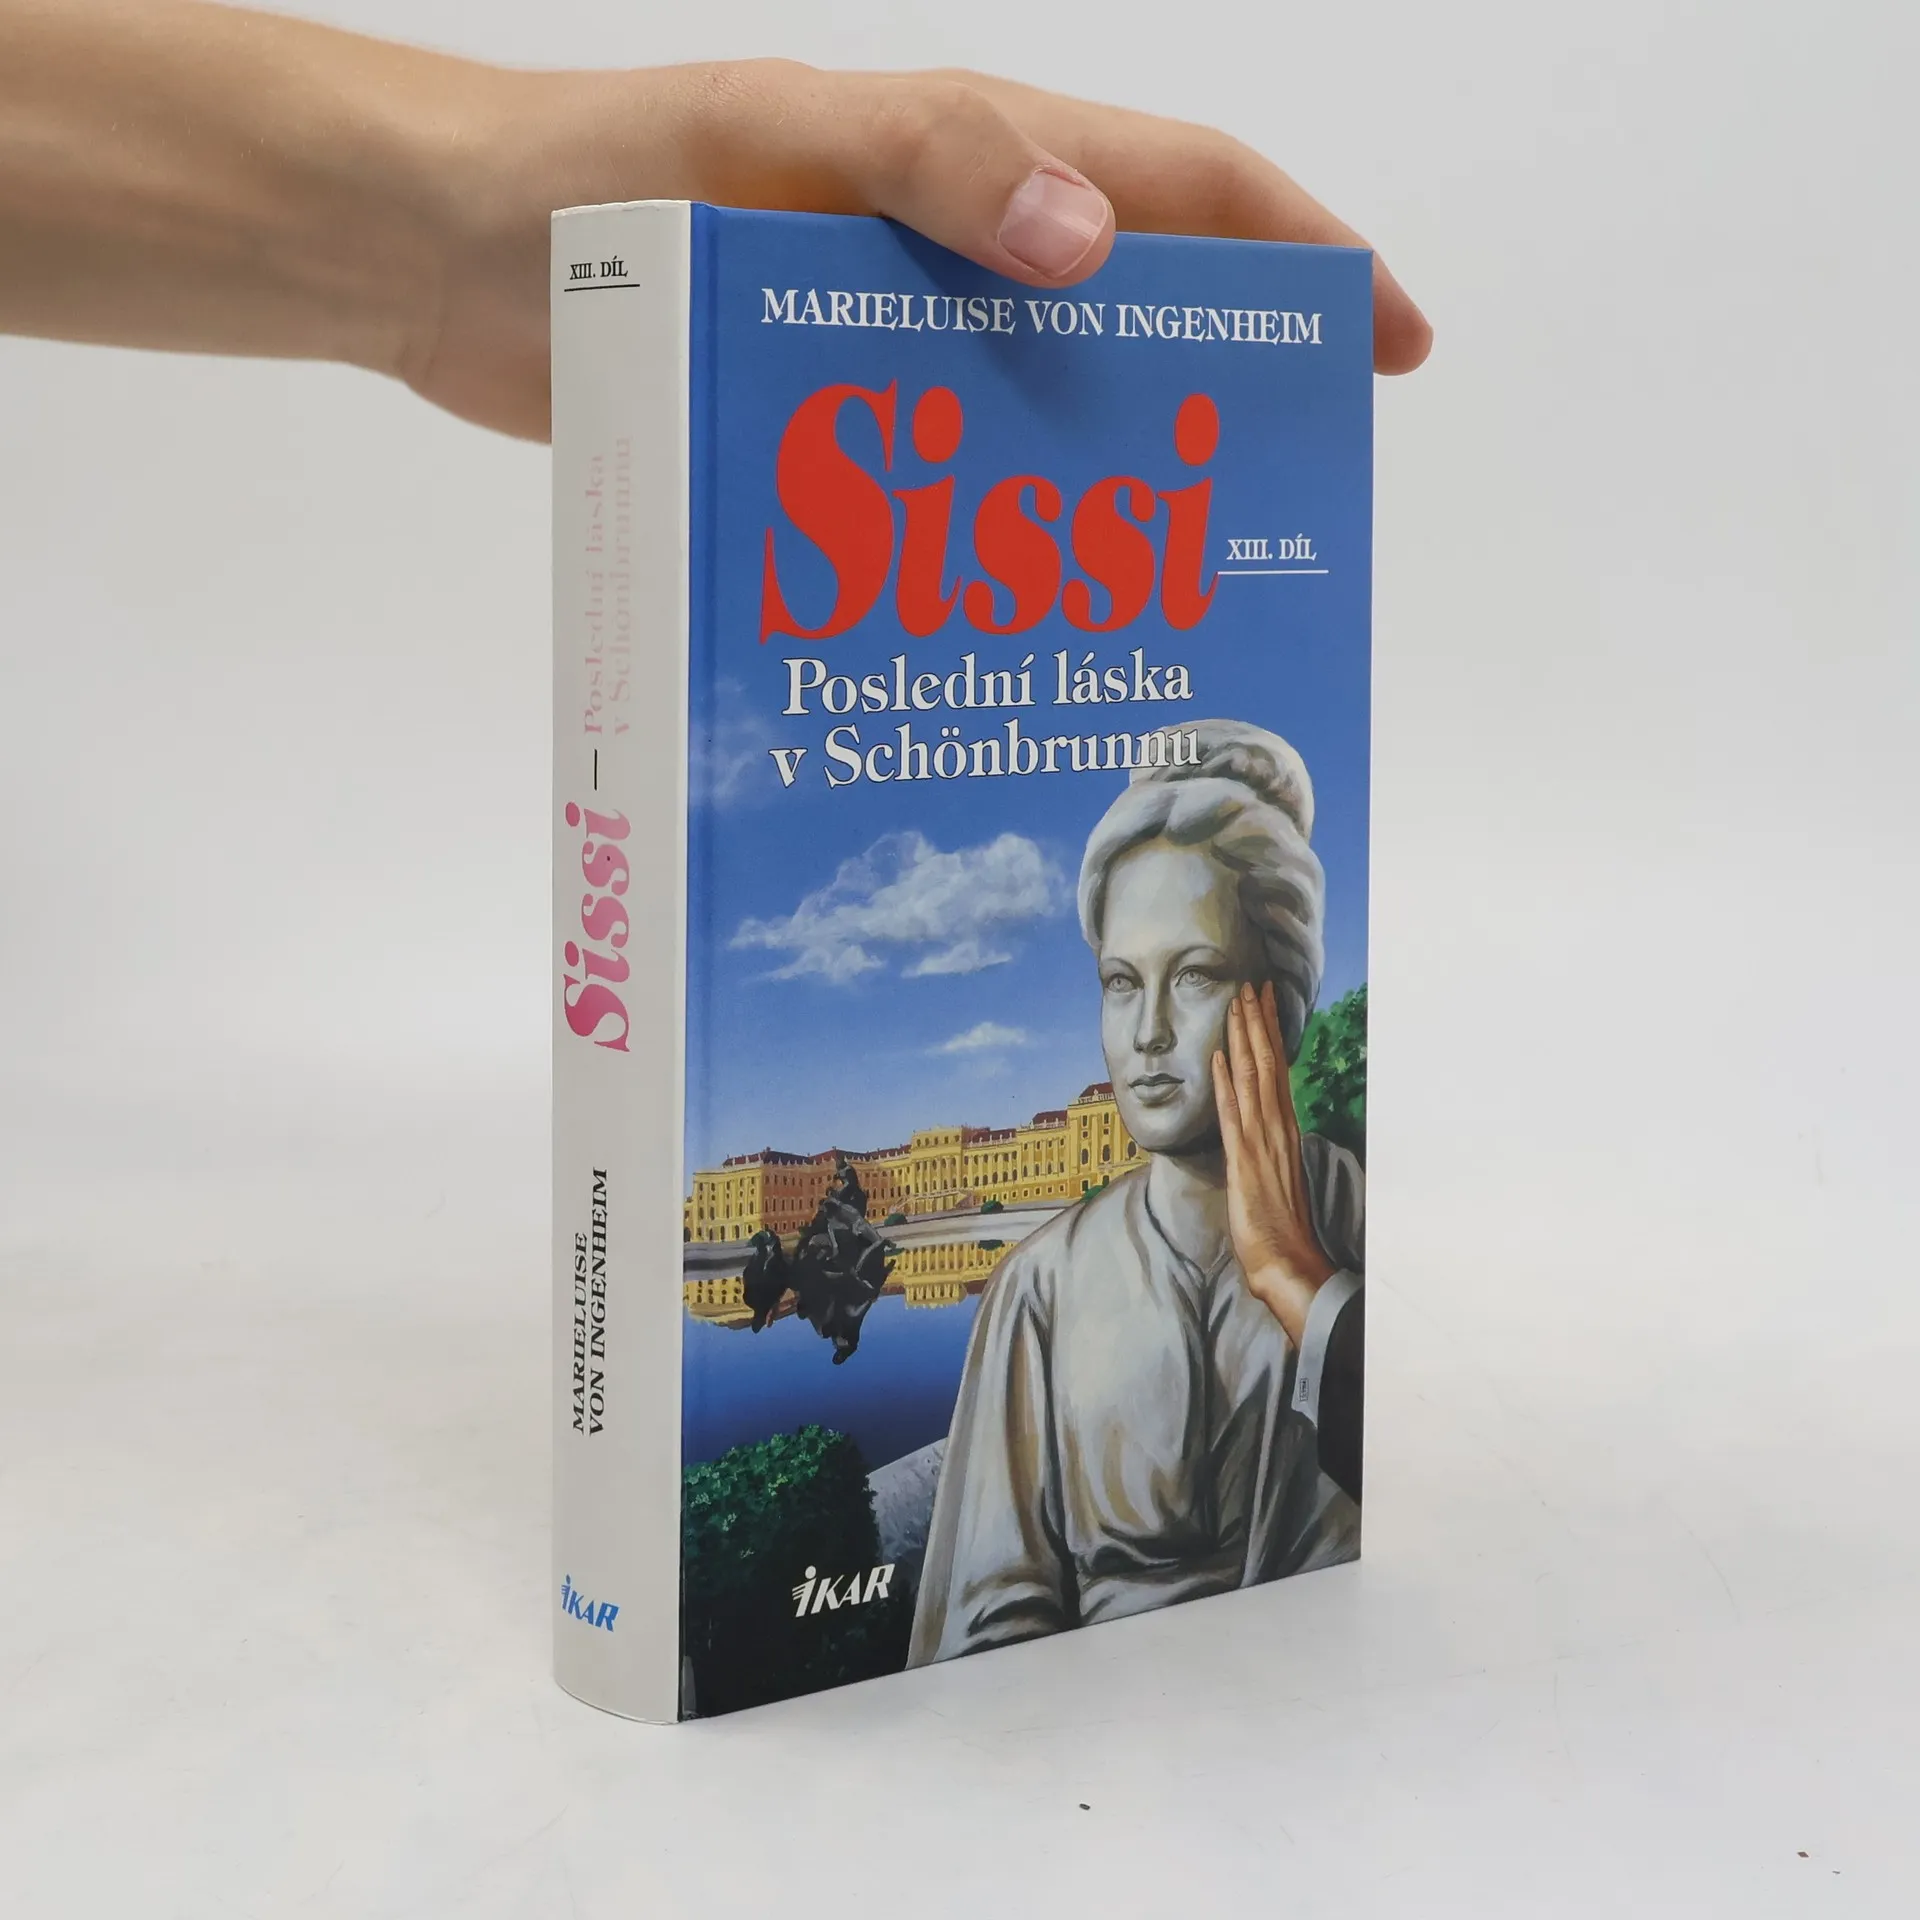 XIII. DÍL
Sissi — Poslední láska
v Schönbrunnu
MARIELUISE
VON INGENHEIM
IKAR
MARIELUISE VON INGENHEIM
Sissi
XIII. DÍL
Poslední láska
v Schönbrunnu
IKAR